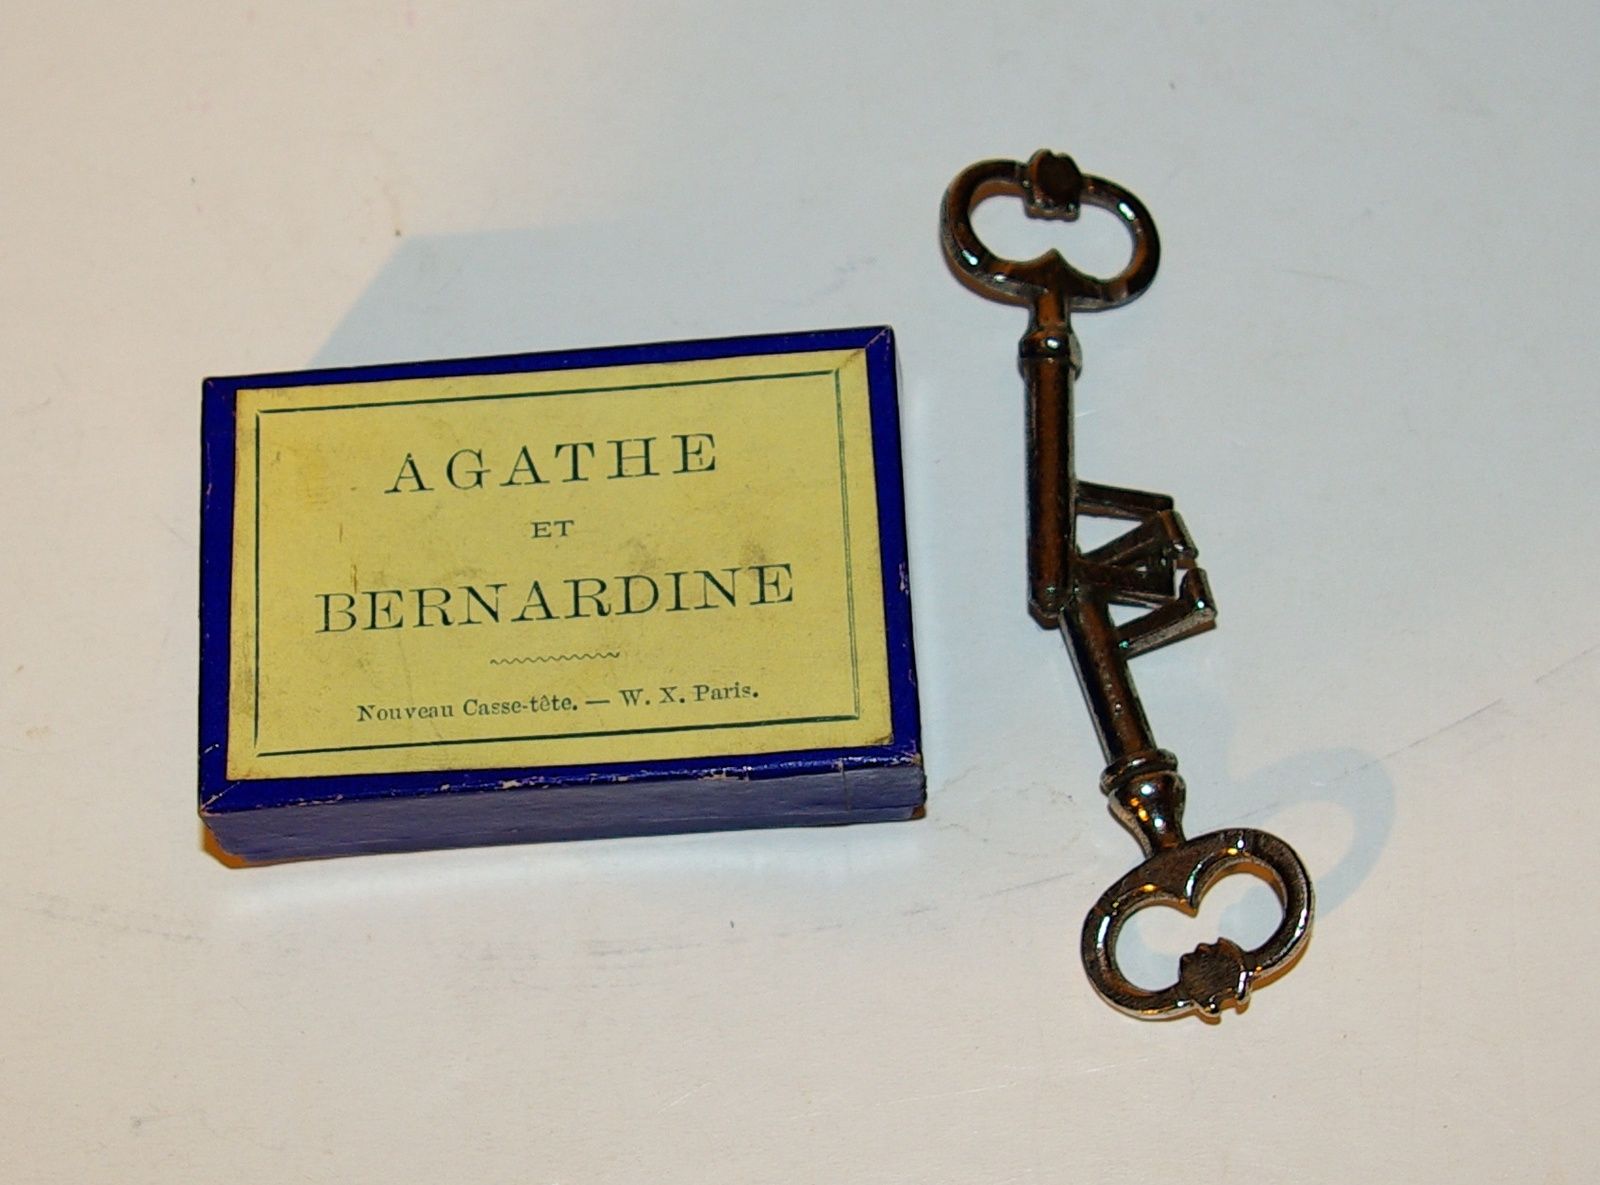 AGATHE
ET
BERNARDINE
Nouveau Casse-tête. — W. X. Paris.